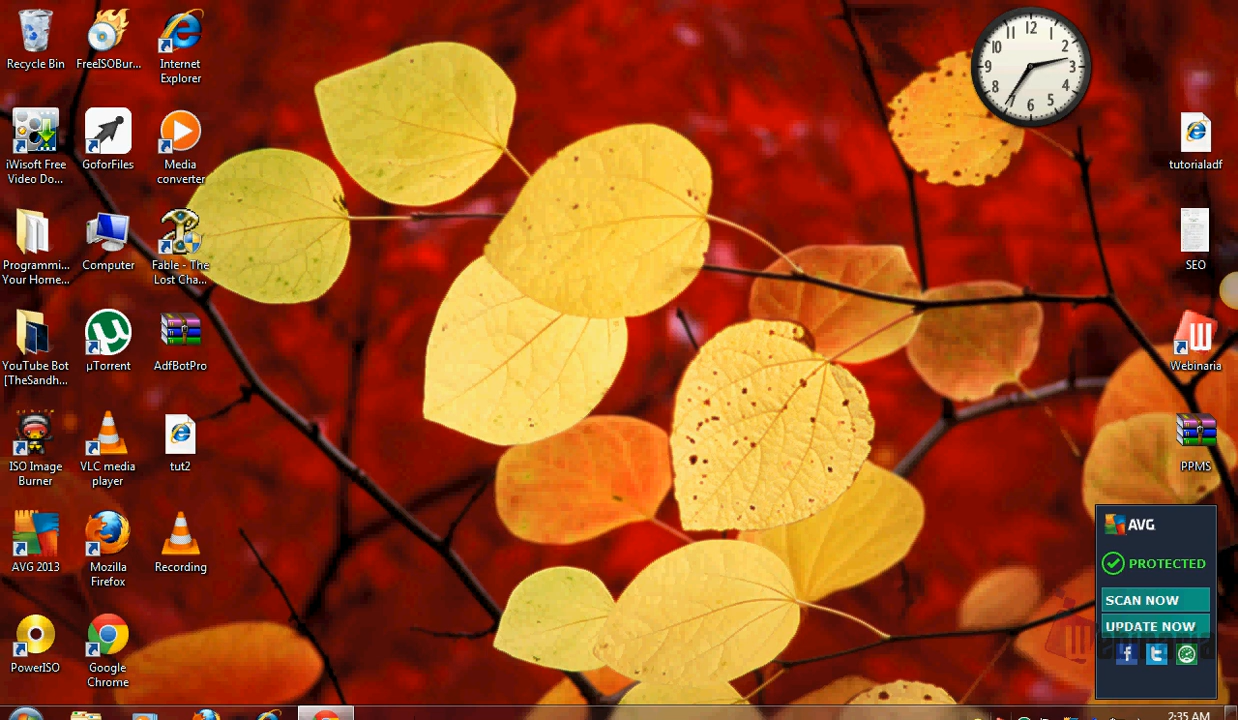 Recycle Bin
FreeISOBur...
Internet
Explorer
iWisoft Free
Video Do...
GoforFiles
Media
converter
Programmi...
Your Home...
Computer
Fable - The
Lost Cha...
YouTube Bot
[TheSandh...
µTorrent
AdfBotPro
ISO Image
Burner
VLC media
player
tut2
AVG 2013
Mozilla
Firefox
Recording
PowerISO
Google
Chrome
12
1
2
3
4
5
6
7
8
9
10
11
tutorialadf
SEO
Webinaria
PPMS
AVG
PROTECTED
SCAN NOW
UPDATE NOW
2:35 AM